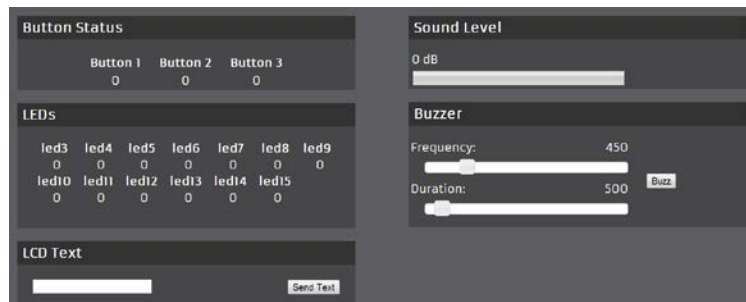 Button Status
Button 1 Button 2 Button 3
0 0 0
LEDs
led3 led4 led5 led6 led7 led8 led9
0 0 0 0 0 0 0
led10 led11 led12 led13 led14 led15
0 0 0 0 0 0
LCD Text
Send Text
Sound Level
0 dB
Buzzer
Frequency: 450
Duration: 500
Buzz